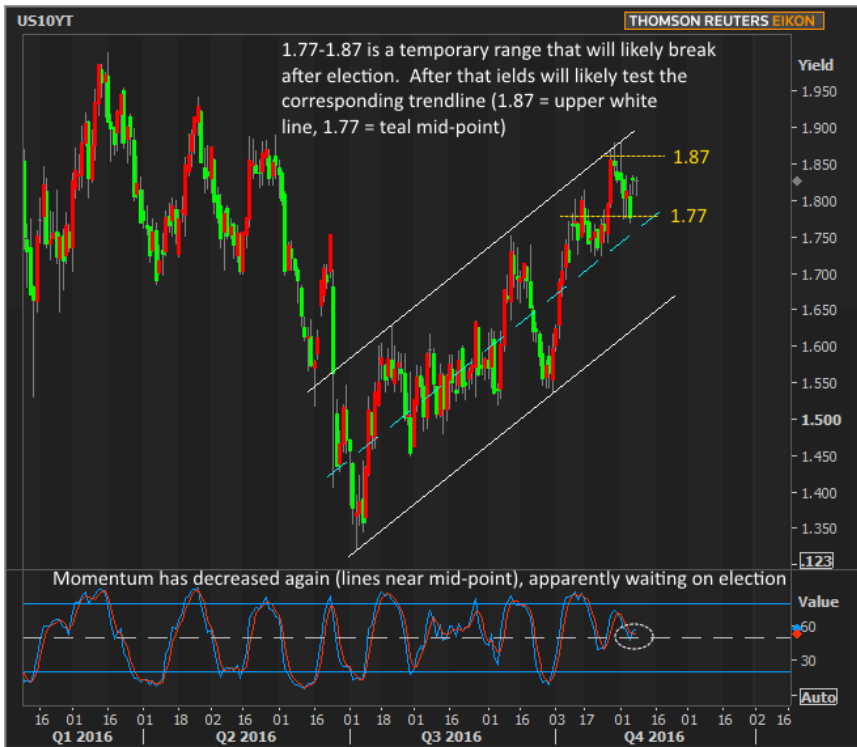 US10YT
THOMSON REUTERS EIKON
1.77-1.87 is a temporary range that will likely break
after election. After that ields will likely test the
corresponding trendline (1.87 = upper white
line, 1.77 = teal mid-point)
Yield
1.950
1.900
1.87
1.850
1.800
1.77
1.750
1.700
1.650
1.600
1.550
1.500
1.450
1.400
1.350
.123
Momentum has decreased again (lines near mid-point), apparently waiting on election
Value
60
30
Auto
16 01 16 01 18 02 16 01 16 01 18 01 16 01 16 03 17 01 16 01 16 02 16
Q1 2016 Q2 2016 Q3 2016 Q4 2016